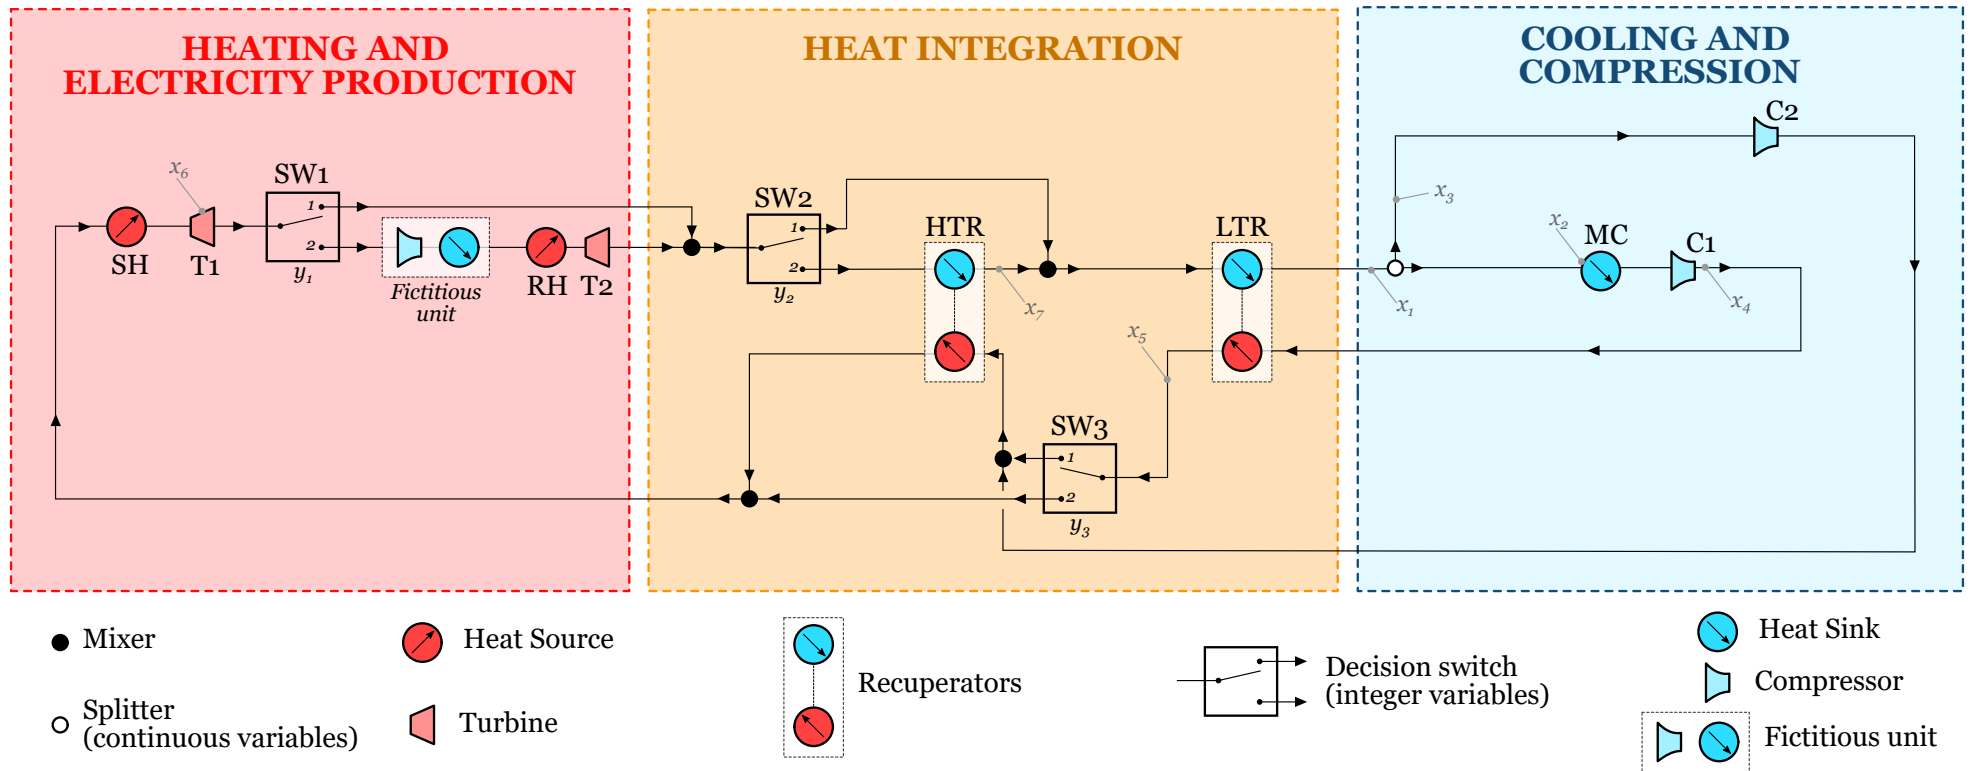 HEATING AND
ELECTRICITY PRODUCTION
HEAT INTEGRATION
COOLING AND
COMPRESSION
x6
SH
T1
SW1
1
2
y1
Fictitious
unit
RH
T2
SW2
1
2
y2
HTR
x7
LTR
x5
SW3
1
2
y3
x1
x3
C2
x2
MC
C1
x4
Mixer
Splitter
(continuous variables)
Heat Source
Turbine
Recuperators
Decision switch
(integer variables)
Heat Sink
Compressor
Fictitious unit